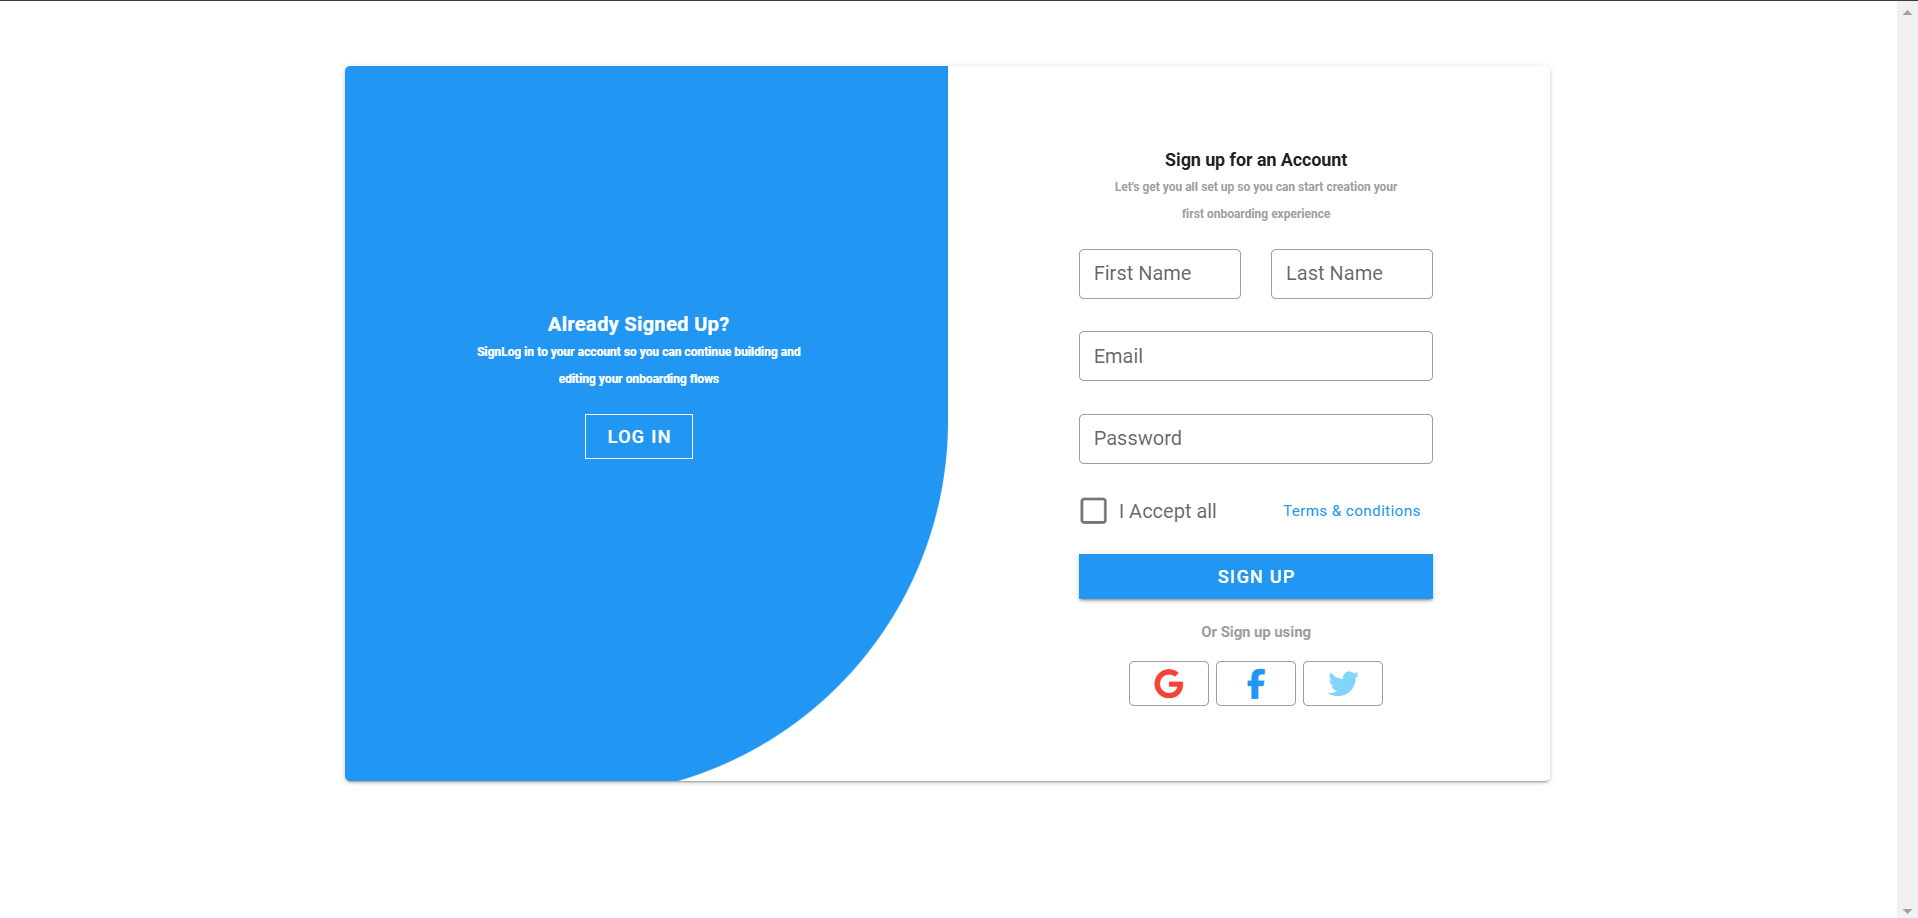 Already Signed Up?
SignLog in to your account so you can continue building and
editing your onboarding flows
LOG IN
Sign up for an Account
Let's get you all set up so you can start creation your
first onboarding experience
First Name
Last Name
Email
Password
I Accept all
Terms & conditions
SIGN UP
Or Sign up using